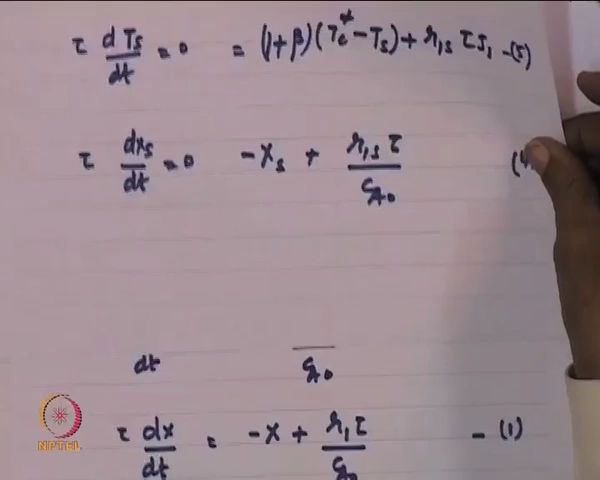 τ dTs/dt = 0 = (1+β)(Tc* - Ts) + r1s τ J1 -(5)
τ dxs/dt = 0 -xs + r1s τ/CA0
dt CA0
τ dx/dt = -x + r1 τ/CA0 - (1)
NPTEL